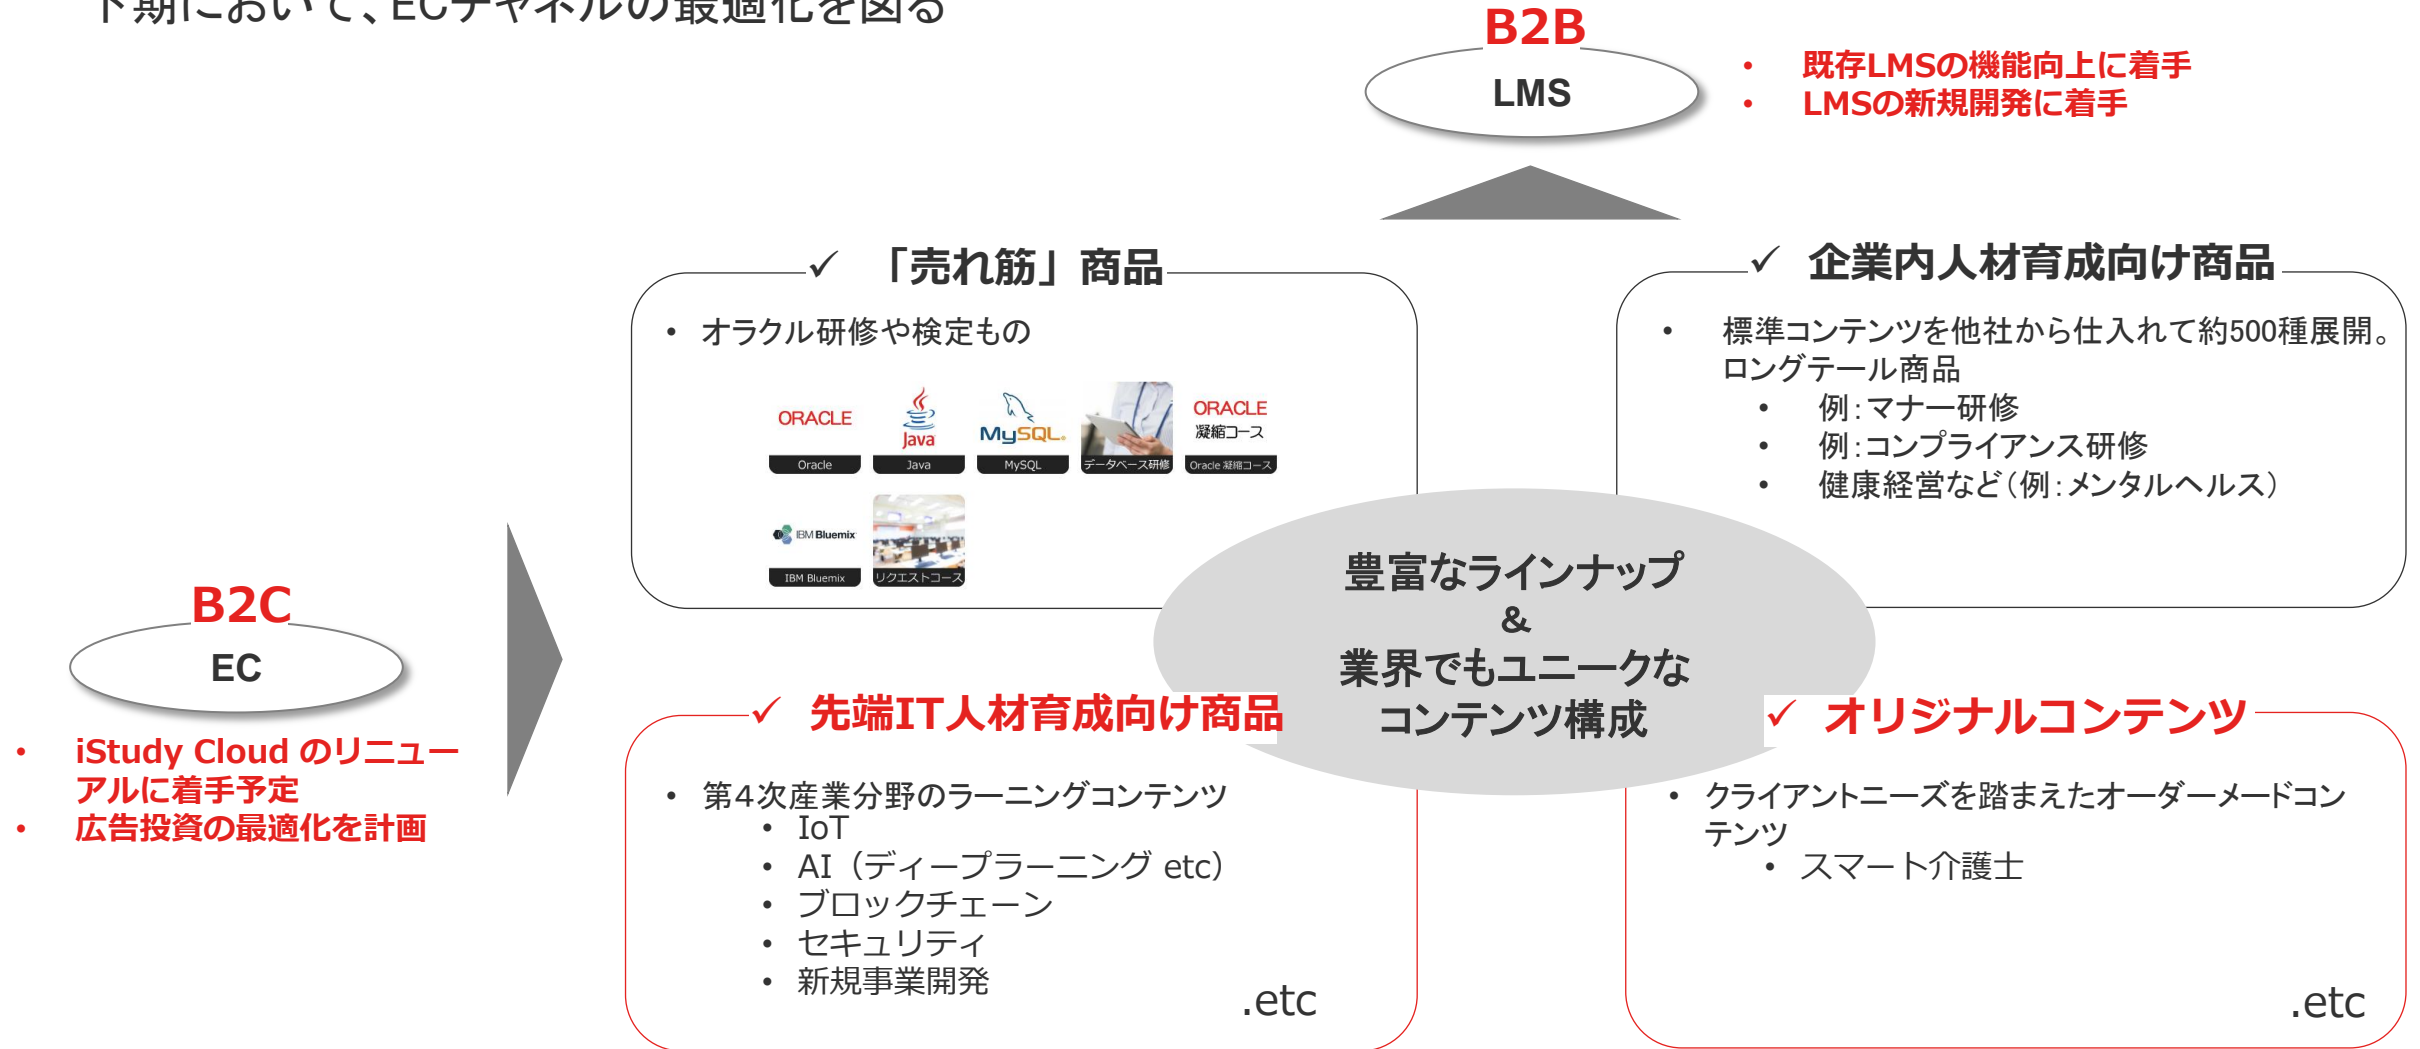 下期において、ECチャネルの最適化を図る
B2B
LMS
• 既存LMSの機能向上に着手
• LMSの新規開発に着手
✓ 「売れ筋」商品
• オラクル研修や検定もの
ORACLE
Oracle
Java
Java
MySQL
MySQL
データベース研修
ORACLE
凝縮コース
Oracle 凝縮コース
IBM Bluemix
IBM Bluemix
リクエストコース
✓ 企業内人材育成向け商品
• 標準コンテンツを他社から仕入れて約500種展開。
ロングテール商品
• 例：マナー研修
• 例：コンプライアンス研修
• 健康経営など（例：メンタルヘルス）
豊富なラインナップ
&
業界でもユニークな
コンテンツ構成
B2C
EC
• iStudy Cloud のリニュー
アルに着手予定
• 広告投資の最適化を計画
✓ 先端IT人材育成向け商品
• 第4次産業分野のラーニングコンテンツ
• IoT
• AI（ディープラーニング etc）
• ブロックチェーン
• セキュリティ
• 新規事業開発
.etc
✓ オリジナルコンテンツ
• クライアントニーズを踏まえたオーダーメードコン
テンツ
• スマート介護士
.etc